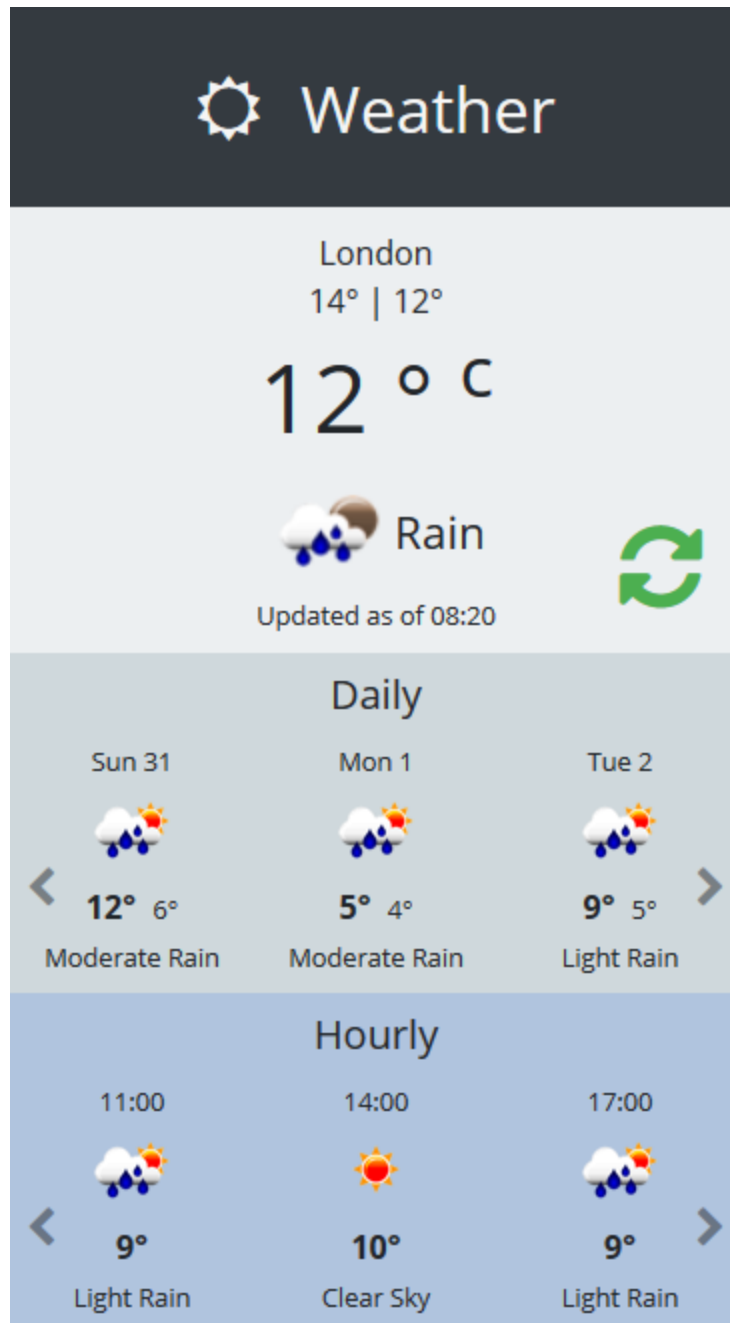 Weather
London
14° | 12°
12 ° C
Rain
Updated as of 08:20
Daily
Sun 31 Mon 1 Tue 2
12° 6° 5° 4° 9° 5°
Moderate Rain Moderate Rain Light Rain
Hourly
11:00 14:00 17:00
9° 10° 9°
Light Rain Clear Sky Light Rain